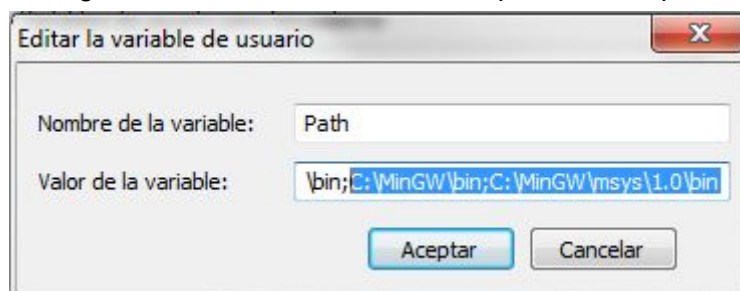 Editar la variable de usuario
Nombre de la variable: Path
Valor de la variable: \bin;C:\MinGW\bin;C:\MinGW\msys\1.0\bin
Aceptar Cancelar